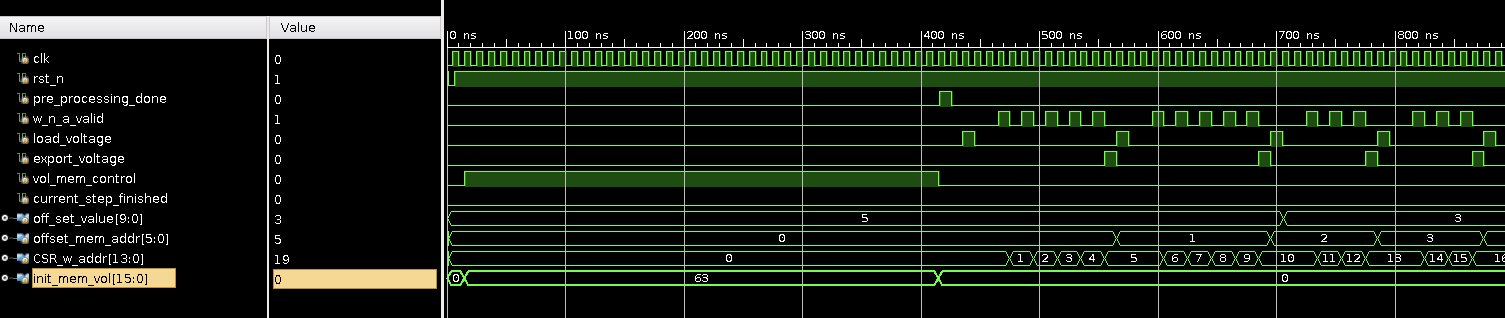 Name Value 0 ns 100 ns 200 ns 300 ns 400 ns 500 ns 600 ns 700 ns 800 ns
clk 0
rst_n 1
pre_processing_done 0
w_n_a_valid 1
load_voltage 0
export_voltage 0
vol_mem_control 0
current_step_finished 0
off_set_value[9:0] 3 5 3
offset_mem_addr[5:0] 5 0 1 2 3
CSR_w_addr[13:0] 19 0 1 2 3 4 5 6 7 8 9 10 11 12 13 14 15 16
init_mem_vol[15:0] 0 0 63 0